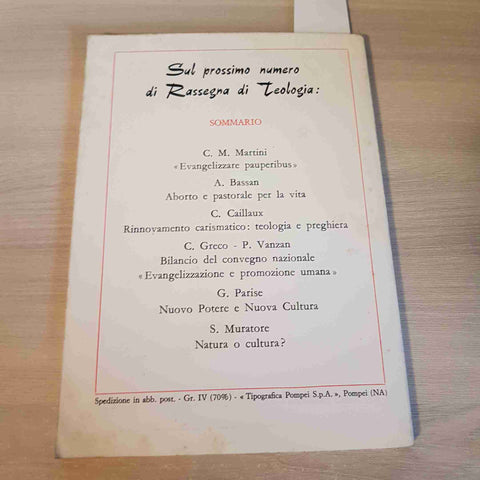 Sul prossimo numero
di Rassegna di Teologia:
SOMMARIO
C. M. Martini
« Evangelizzare pauperibus »
A. Bassan
Aborto e pastorale per la vita
C. Caillaux
Rinnovamento carismatico: teologia e preghiera
C. Greco - P. Vanzan
Bilancio del convegno nazionale
« Evangelizzazione e promozione umana »
G. Parise
Nuovo Potere e Nuova Cultura
S. Muratore
Natura o cultura?
Spedizione in abb. post. - Gr. IV (70%) - « Tipografica Pompei S.p.A. », Pompei (NA)